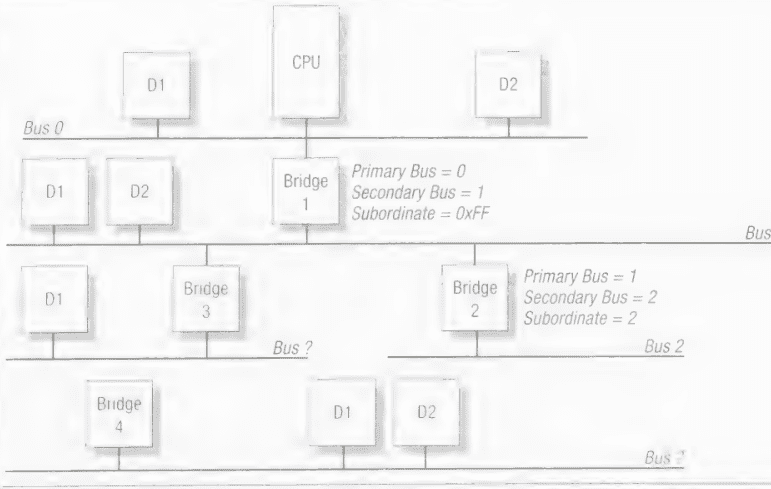 CPU
D1
D2
Bus 0
D1
D2
Bridge
1
Primary Bus = 0
Secondary Bus = 1
Subordinate = 0xFF
Bus
D1
Bridge
3
Bridge
2
Primary Bus = 1
Secondary Bus = 2
Subordinate = 2
Bus ?
Bus 2
Bridge
4
D1
D2
Bus ?